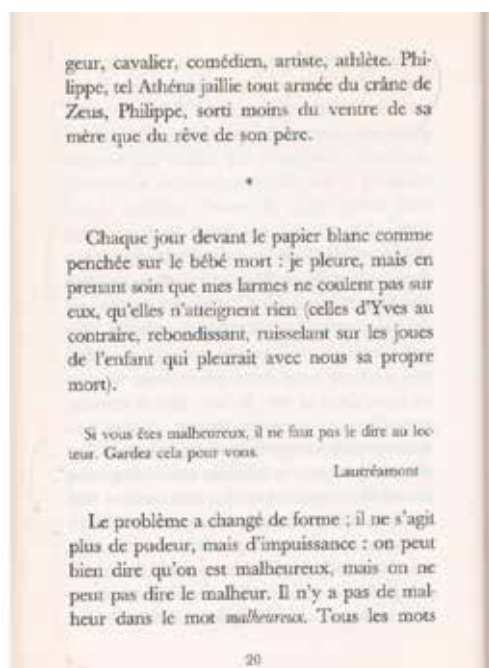 geur, cavalier, comédien, artiste, athlète. Phi-
lippe, tel Athéna jaillie tout armée du crâne de
Zeus, Philippe, sorti moins du ventre de sa
mère que du rêve de son père.
*
Chaque jour devant le papier blanc comme
penchée sur le bébé mort : je pleure, mais en
prenant soin que mes larmes ne coulent pas sur
eux, qu'elles n'atteignent rien (celles d'Yves au
contraire, rebondissant, ruisselant sur les joues
de l'enfant qui pleurait avec nous sa propre
mort).
Si vous êtes malheureux, il ne faut pas le dire au lec-
teur. Gardez cela pour vous.
Lautréamont
Le problème a changé de forme ; il ne s'agit
plus de pudeur, mais d'impuissance : on peut
bien dire qu'on est malheureux, mais on ne
peut pas dire le malheur. Il n'y a pas de mal-
heur dans le mot malheureux. Tous les mots
20